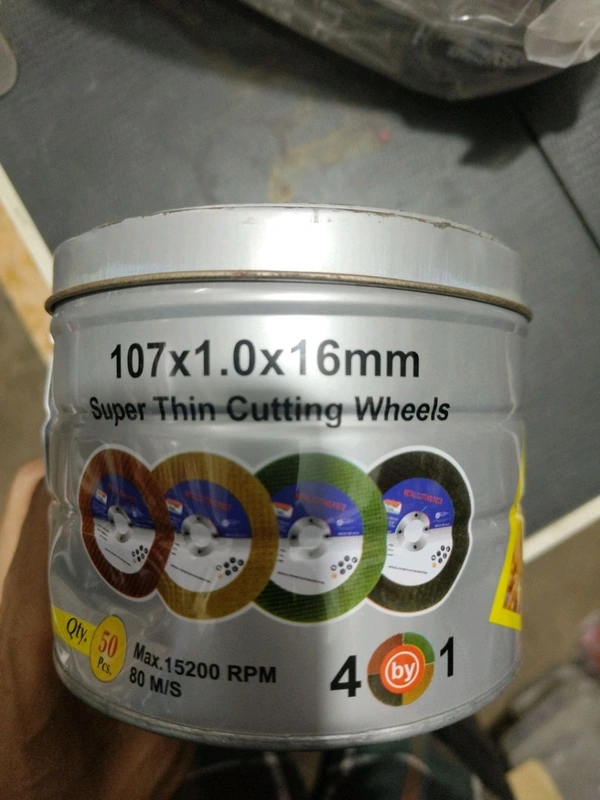 107x1.0x16mm
Super Thin Cutting Wheels
Qty. 50 Pcs.
Max.15200 RPM
80 M/S
4 by 1